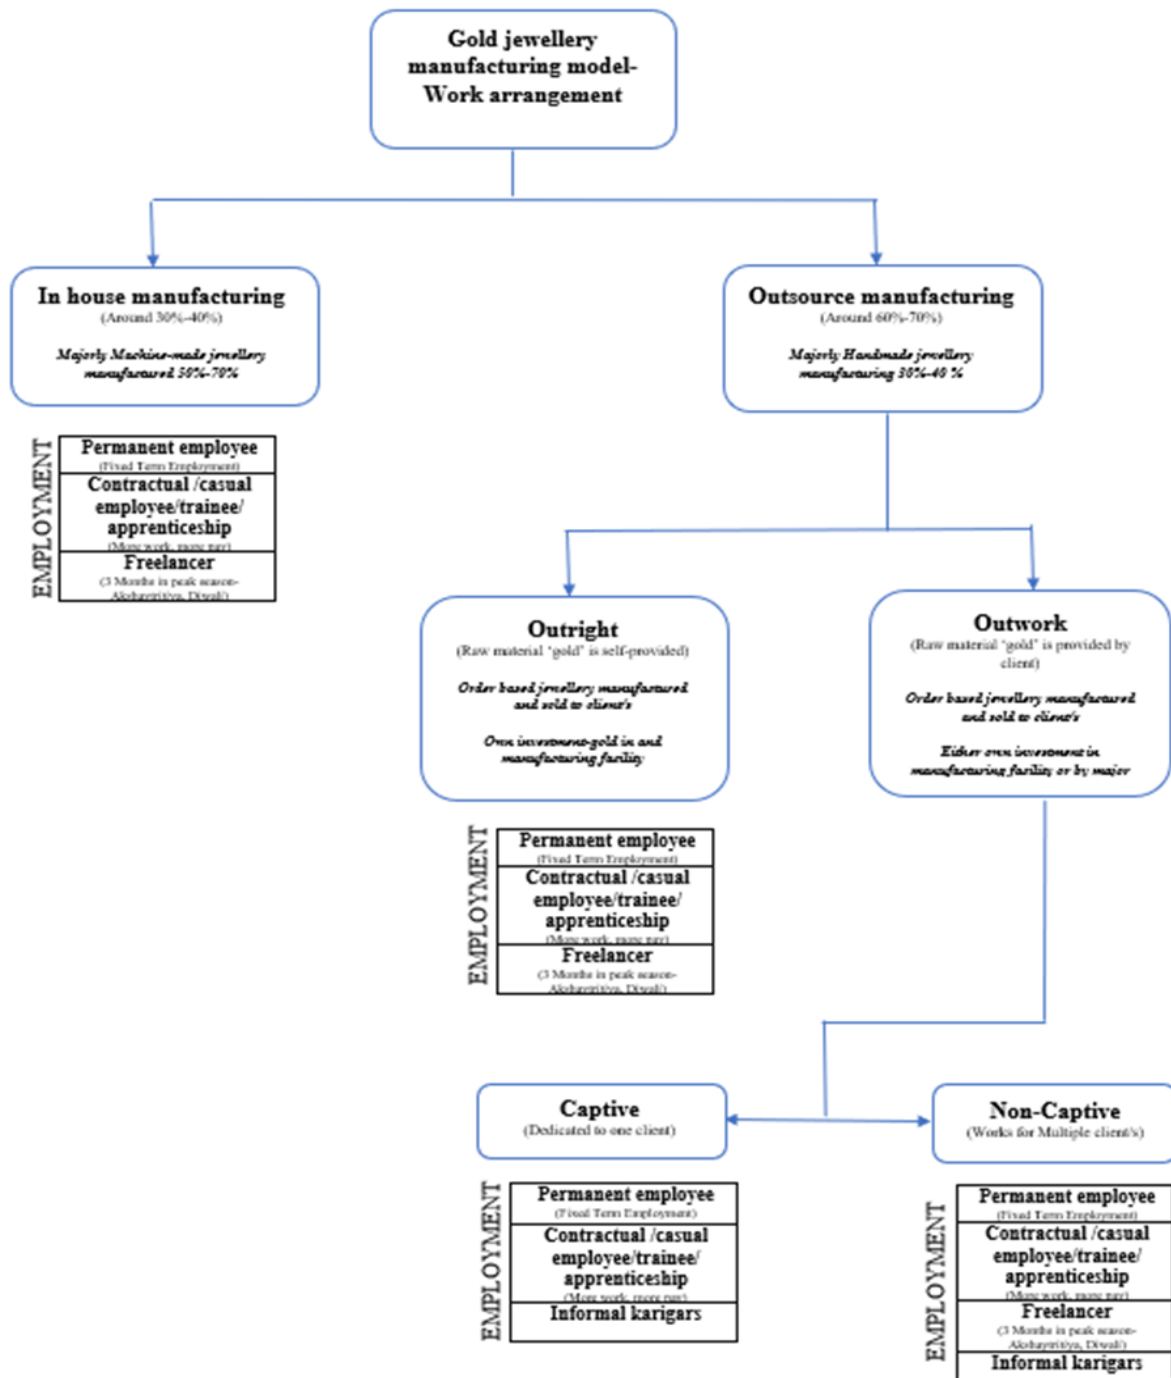 Gold jewellery
manufacturing model-
Work arrangement
In house manufacturing
(Around 30%-40%)
Majorly Machine-made jewellery
manufactured 50%-70%
Outsource manufacturing
(Around 60%-70%)
Majorly Handmade jewellery
manufacturing 30%-40 %
EMPLOYMENT
Permanent employee
(Fixed Term Employment)
Contractual /casual
employee/trainee/
apprenticeship
(More work, more pay)
Freelancer
(3 Months in peak season-
Akshaytritiya, Diwali)
Outright
(Raw material ‘gold’ is self-provided)
Order based jewellery manufactured
and sold to client/s
Own investment-gold in and
manufacturing facility
Outwork
(Raw material ‘gold’ is provided by
client)
Order based jewellery manufactured
and sold to client/s
Either own investment in
manufacturing facility or by major
EMPLOYMENT
Permanent employee
(Fixed Term Employment)
Contractual /casual
employee/trainee/
apprenticeship
(More work, more pay)
Freelancer
(3 Months in peak season-
Akshaytritiya, Diwali)
Captive
(Dedicated to one client)
Non-Captive
(Works for Multiple client/s)
EMPLOYMENT
Permanent employee
(Fixed Term Employment)
Contractual /casual
employee/trainee/
apprenticeship
(More work, more pay)
Informal karigars
EMPLOYMENT
Permanent employee
(Fixed Term Employment)
Contractual /casual
employee/trainee/
apprenticeship
(More work, more pay)
Freelancer
(3 Months in peak season-
Akshaytritiya, Diwali)
Informal karigars